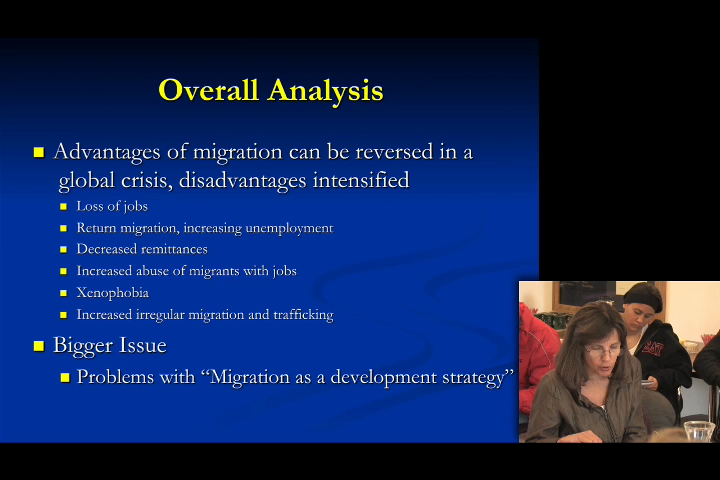 Overall Analysis
Advantages of migration can be reversed in a
global crisis, disadvantages intensified
Loss of jobs
Return migration, increasing unemployment
Decreased remittances
Increased abuse of migrants with jobs
Xenophobia
Increased irregular migration and trafficking
Bigger Issue
Problems with “Migration as a development strategy”